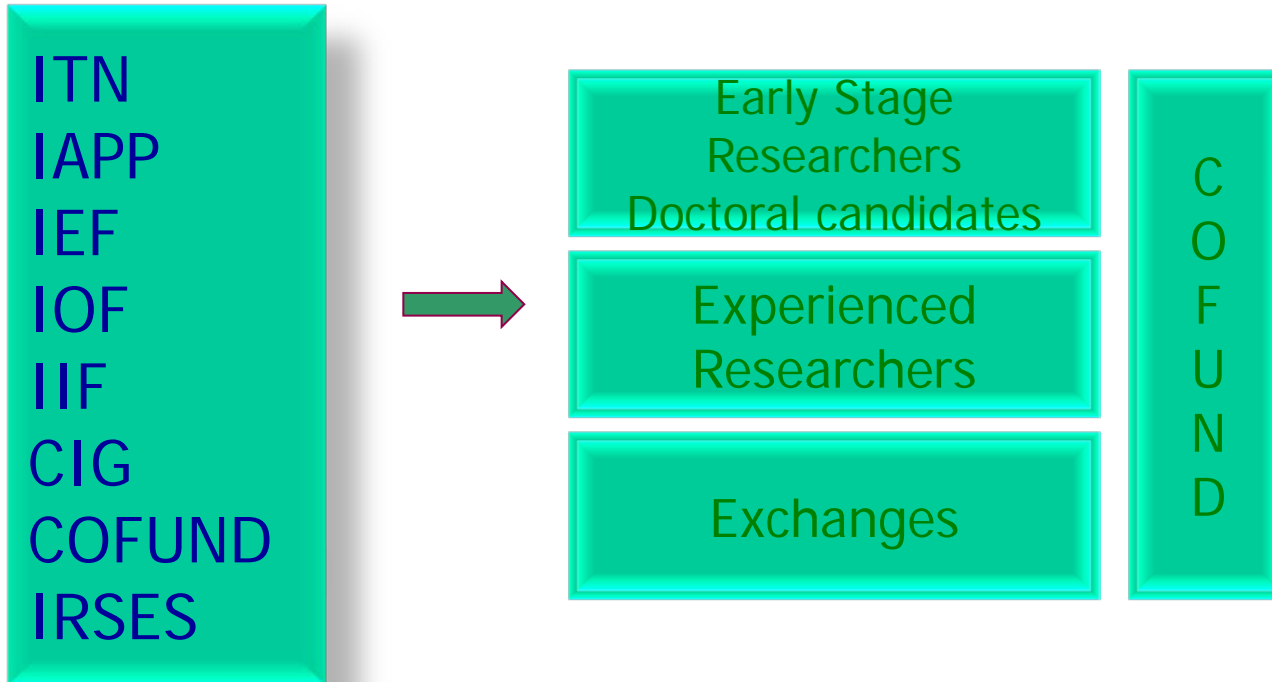 ITN
IAPP
IEF
IOF
IIF
CIG
COFUND
IRSES
Early Stage
Researchers
Doctoral candidates
Experienced
Researchers
Exchanges
C
O
F
U
N
D